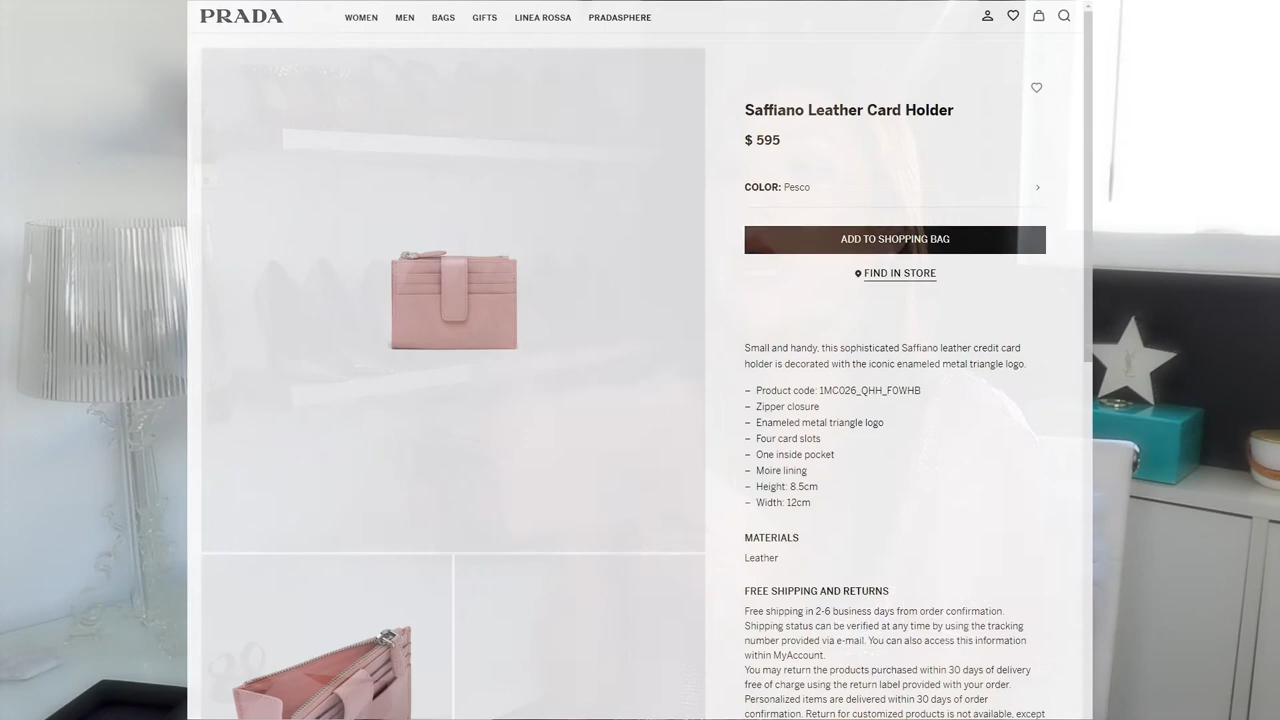 PRADA
WOMEN MEN BAGS GIFTS LINEA ROSSA PRADASPHERE
Saffiano Leather Card Holder
$ 595
COLOR: Pesco
ADD TO SHOPPING BAG
FIND IN STORE
Small and handy, this sophisticated Saffiano leather credit card
holder is decorated with the iconic enameled metal triangle logo.
– Product code: 1MC026_QHH_F0WHB
– Zipper closure
– Enameled metal triangle logo
– Four card slots
– One inside pocket
– Moire lining
– Height: 8.5cm
– Width: 12cm
MATERIALS
Leather
FREE SHIPPING AND RETURNS
Free shipping in 2-6 business days from order confirmation.
Shipping status can be verified at any time by using the tracking
number provided via e-mail. You can also access this information
within MyAccount.
You may return the products purchased within 30 days of delivery
free of charge using the return label provided with your order.
Personalized items are delivered within 30 days of order
confirmation. Return for customized products is not available, except